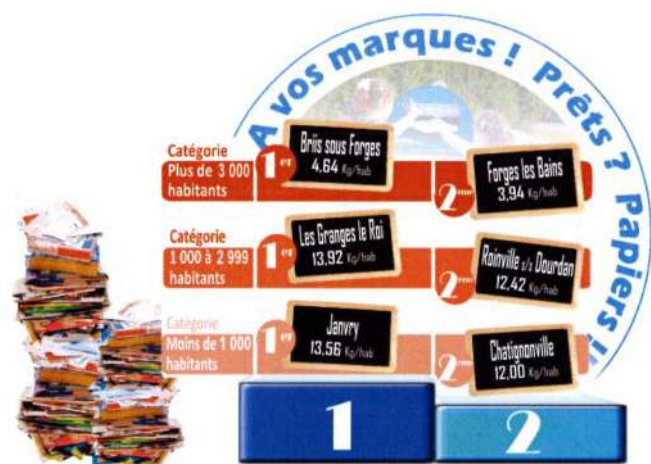 A vos marques ! Prêts ? Papiers !!
Catégorie
Plus de 3 000
habitants
1er
Briis sous Forges
4,64 Kg/hab
2ème
Forges les Bains
3,94 Kg/hab
Catégorie
1 000 à 2 999
habitants
1er
Les Granges le Roi
13,92 Kg/hab
2ème
Roinville s/s Dourdan
12,42 Kg/hab
Catégorie
Moins de 1 000
habitants
1er
Janvry
13,56 Kg/hab
2ème
Chatignonville
12,00 Kg/hab
1
2